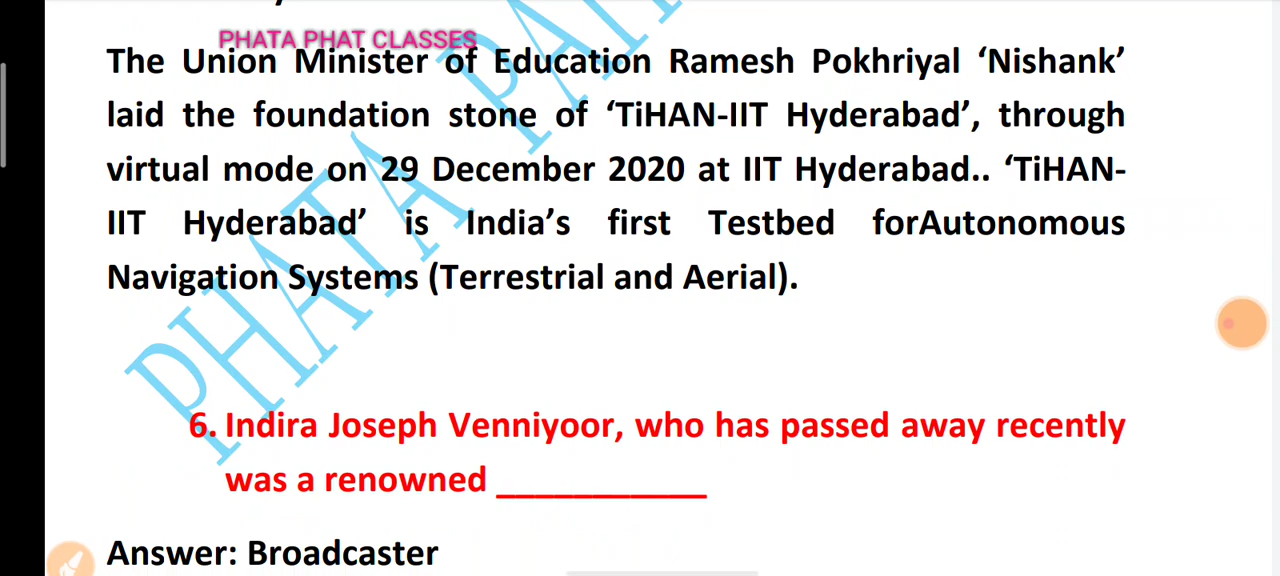 PHATA PHAT CLASSES
The Union Minister of Education Ramesh Pokhriyal ‘Nishank’
laid the foundation stone of ‘TiHAN-IIT Hyderabad’, through
virtual mode on 29 December 2020 at IIT Hyderabad.. ‘TiHAN-
IIT Hyderabad’ is India’s first Testbed forAutonomous
Navigation Systems (Terrestrial and Aerial).
PHATA
6. Indira Joseph Venniyoor, who has passed away recently
was a renowned ___________
Answer: Broadcaster